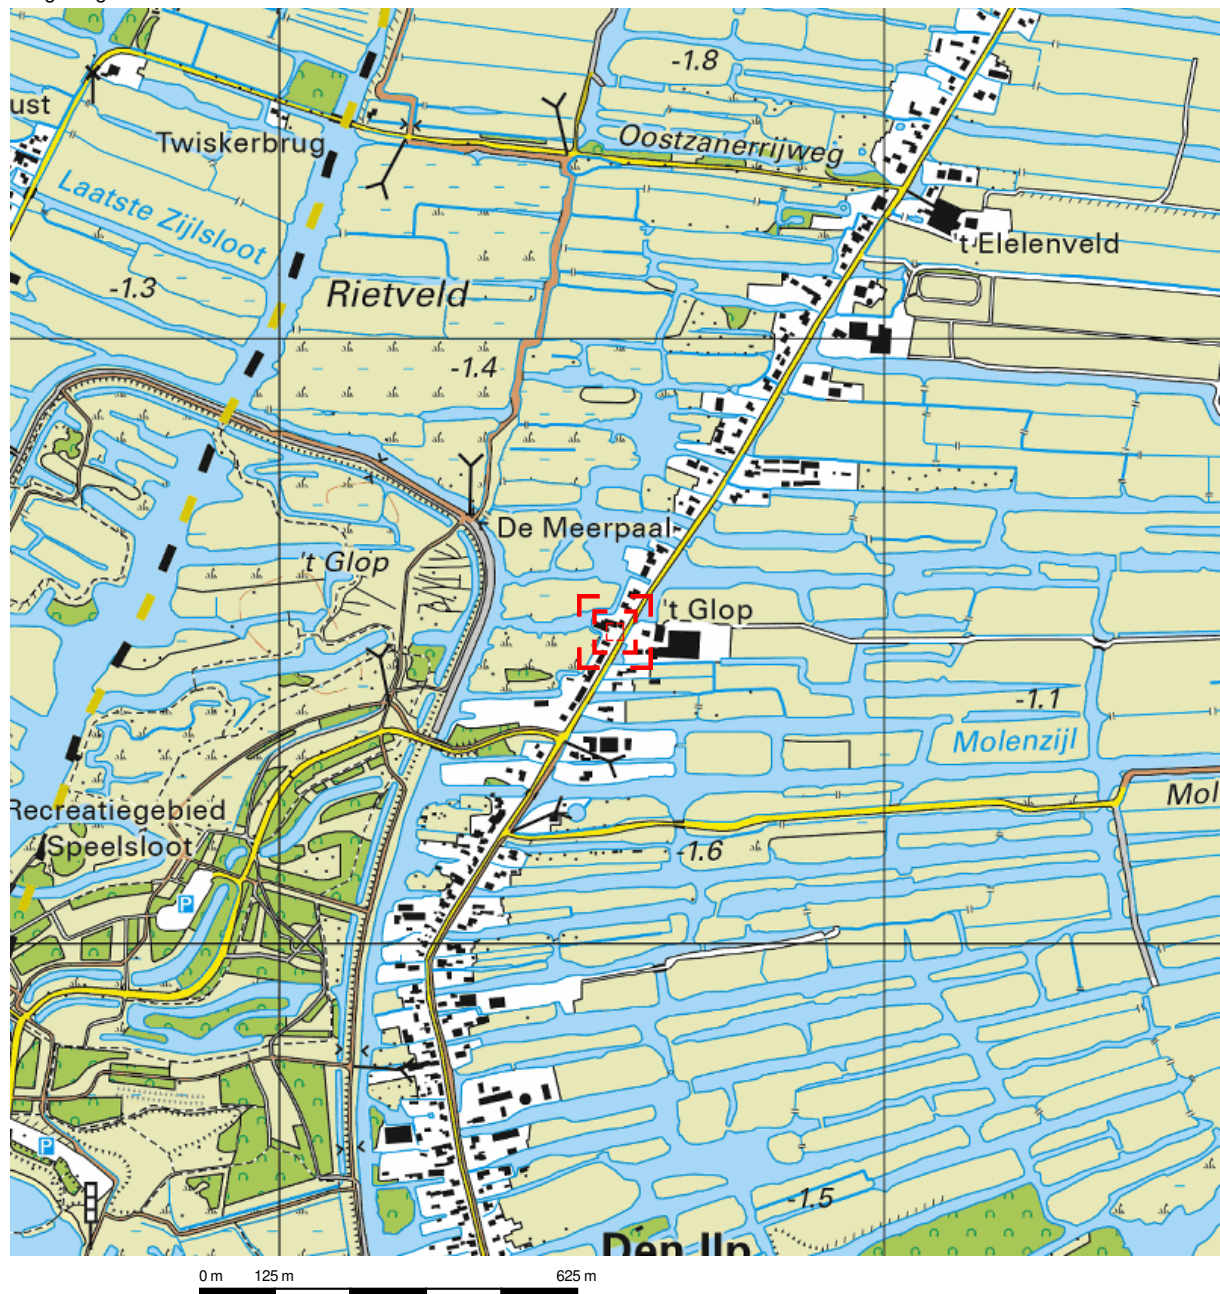 -1.8
ust
Twiskerbrug
Oostzanerrijweg
Laatste Zijlsloot
't Elelenveld
-1.3
Rietveld
-1.4
De Meerpaal
't Glop
't Glop
-1.1
Molenzijl
Mol
Recreatiegebied
Speelsloot
-1.6
P
P
-1.5
Den Ilp
0 m 125 m 625 m